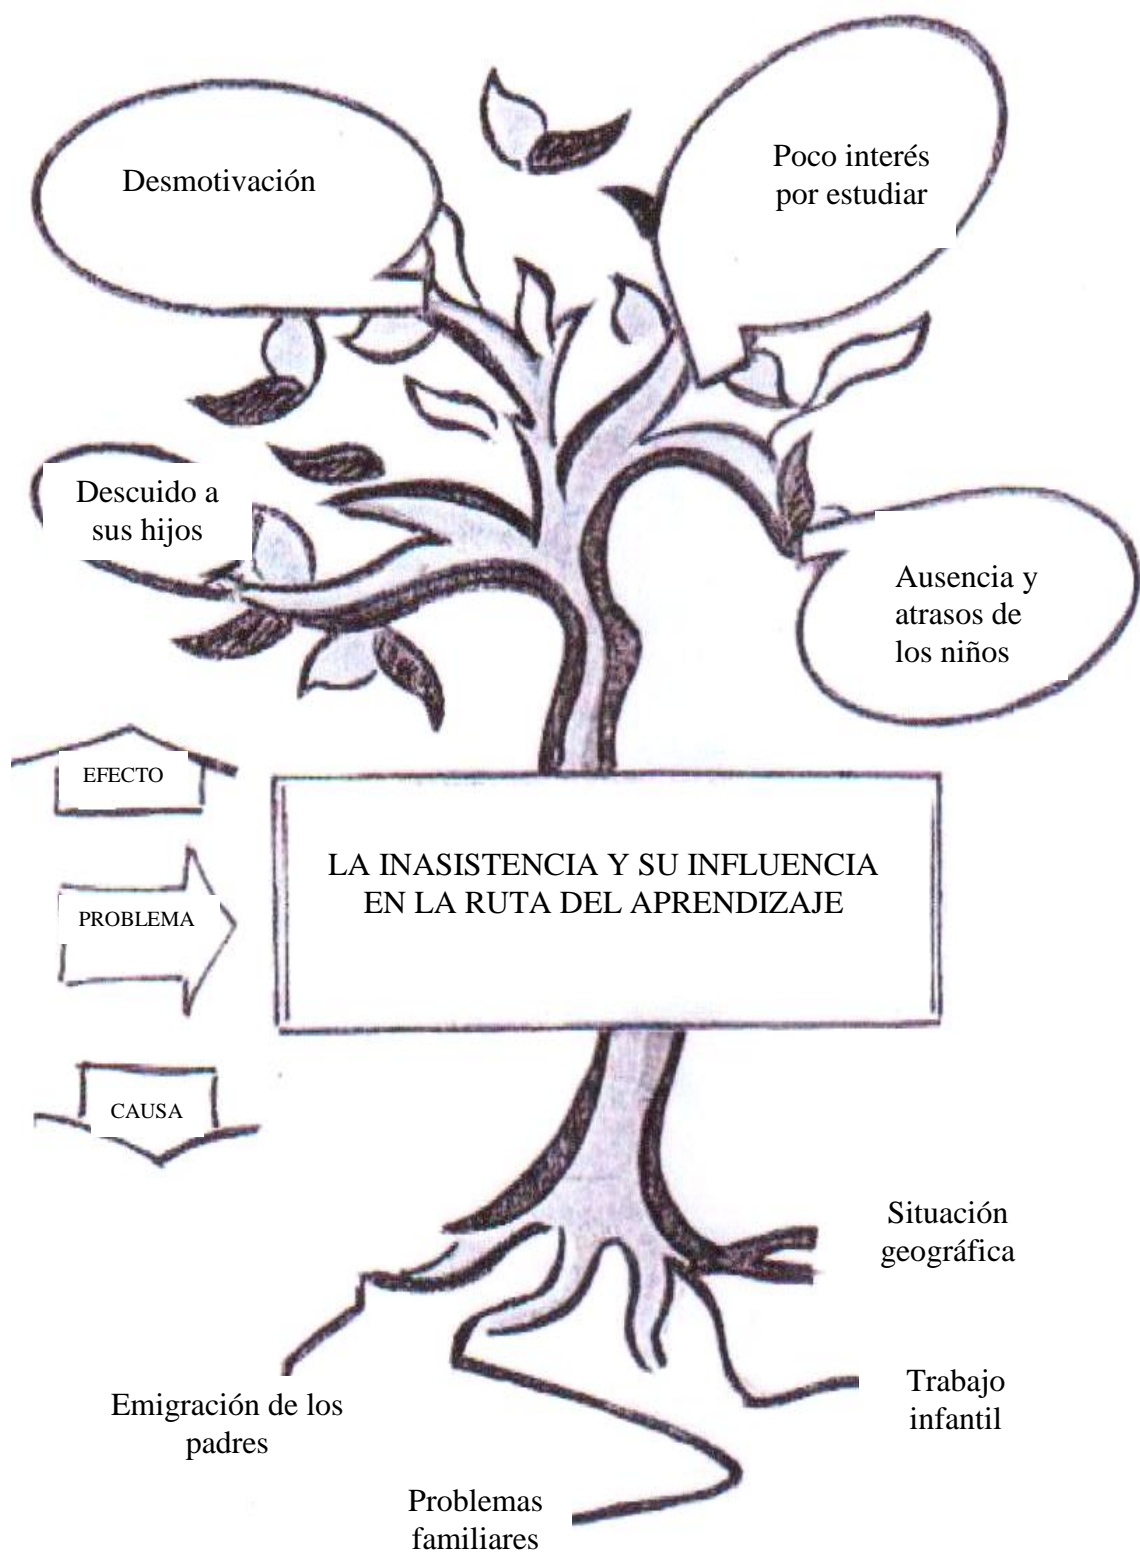 Desmotivación
Poco interés
por estudiar
Descuido a
sus hijos
Ausencia y
atrasos de
los niños
EFECTO
LA INASISTENCIA Y SU INFLUENCIA
EN LA RUTA DEL APRENDIZAJE
PROBLEMA
CAUSA
Situación
geográfica
Trabajo
infantil
Emigración de los
padres
Problemas
familiares